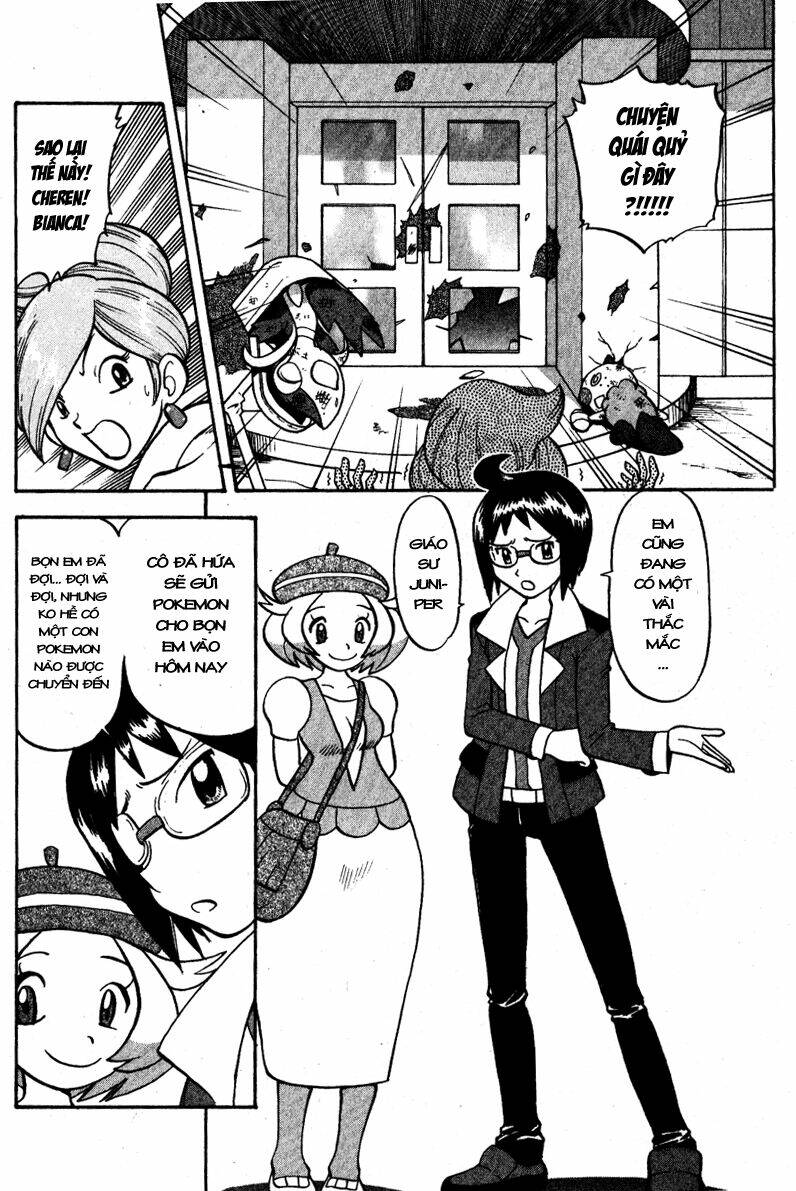 CHUYỆN
QUÁI QUỶ
GÌ ĐÂY
?!!!!!
SAO LẠI
THẾ NẦY!
CHEREN!
BIANCA!
EM
CŨNG
ĐANG
CÓ MỘT
VÀI
THẮC
MẮC
...
GIÁO
SƯ
JUNI-
PER
CÔ ĐÃ HỨA
SẼ GỬI
POKEMON
CHO BỌN
EM VÀO
HÔM NAY
BỌN EM ĐÃ
ĐỢI... ĐỢI VÀ
ĐỢI, NHƯNG
KO HỀ CÓ
MỘT CON
POKEMON
NÀO ĐƯỢC
CHUYỂN ĐẾN